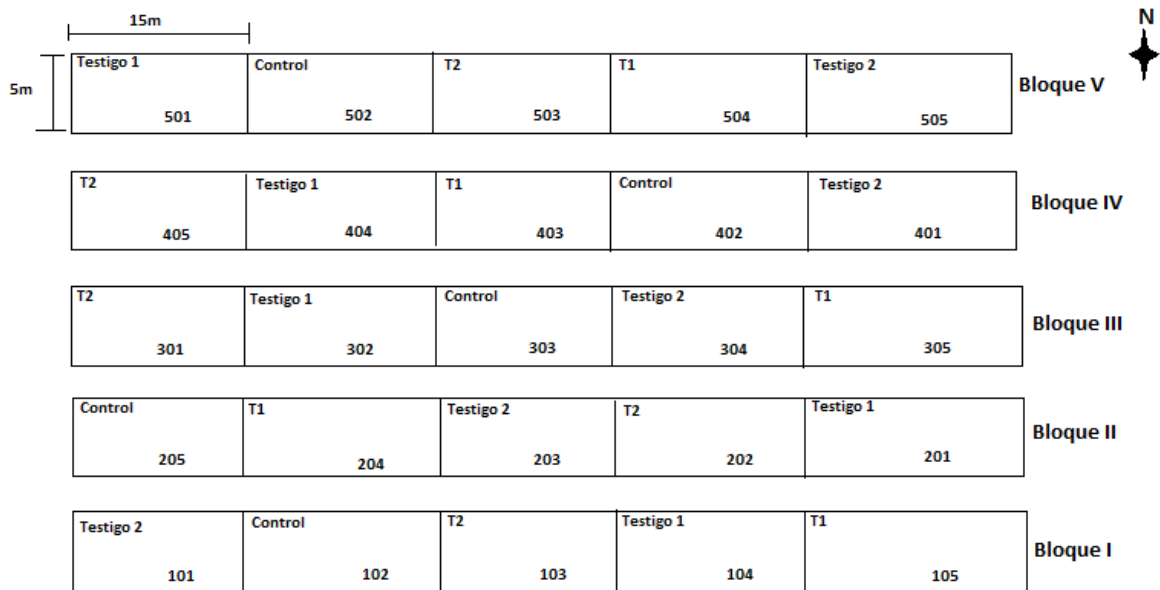 15m
N
5m
Testigo 1 Control T2 T1 Testigo 2
Bloque V
501 502 503 504 505
T2 Testigo 1 T1 Control Testigo 2
Bloque IV
405 404 403 402 401
T2 Testigo 1 Control Testigo 2 T1
Bloque III
301 302 303 304 305
Control T1 Testigo 2 T2 Testigo 1
Bloque II
205 204 203 202 201
Testigo 2 Control T2 Testigo 1 T1
Bloque I
101 102 103 104 105